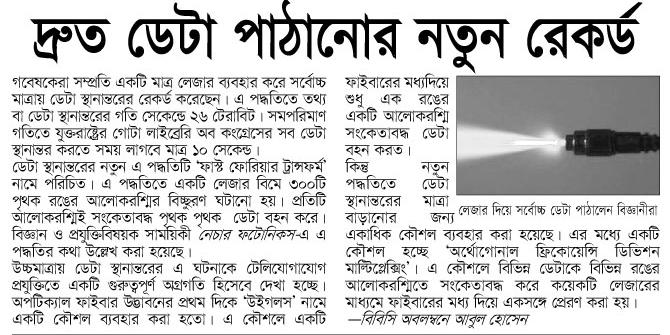 দ্রুত ডেটা পাঠানোর নতুন রেকর্ড
গবেষকেরা সম্প্রতি একটি মাত্র লেজার ব্যবহার করে সর্বোচ্চ
মাত্রায় ডেটা স্থানান্তরের রেকর্ড করেছেন। এ পদ্ধতিতে তথ্য
বা ডেটা স্থানান্তরের গতি সেকেন্ডে ২৬ টেরাবিট। সমপরিমাণ
গতিতে যুক্তরাষ্ট্রের গোটা লাইব্রেরি অব কংগ্রেসের সব ডেটা
স্থানান্তর করতে সময় লাগবে মাত্র ১০ সেকেন্ড।
ডেটা স্থানান্তরের নতুন এ পদ্ধতিটি ‘ফাস্ট ফোরিয়ার ট্রান্সফর্ম’
নামে পরিচিত। এ পদ্ধতিতে একটি লেজার বিমে ৩০০টি
পৃথক রঙের আলোকরশ্মির বিচ্ছুরণ ঘটানো হয়। প্রতিটি
আলোকরশ্মিই সংকেতাবদ্ধ পৃথক পৃথক ডেটা বহন করে।
বিজ্ঞান ও প্রযুক্তিবিষয়ক সাময়িকী নেচার ফটোনিকস-এ এ
পদ্ধতির কথা উল্লেখ করা হয়েছে।
উচ্চমাত্রায় ডেটা স্থানান্তরের এ ঘটনাকে টেলিযোগাযোগ
প্রযুক্তিতে একটি গুরুত্বপূর্ণ অগ্রগতি হিসেবে দেখা হচ্ছে।
অপটিক্যাল ফাইবার উদ্ভাবনের প্রথম দিকে ‘উইগলস’ নামে
একটি কৌশল ব্যবহার করা হতো। এ কৌশলে একটি
ফাইবারের মধ্যদিয়ে
শুধু এক রঙের
একটি আলোকরশ্মি
সংকেতাবদ্ধ ডেটা
বহন করত।
কিন্তু নতুন
পদ্ধতিতে ডেটা
স্থানান্তরের মাত্রা
বাড়ানোর জন্য
লেজার দিয়ে সর্বোচ্চ ডেটা পাঠালেন বিজ্ঞানীরা
একাধিক কৌশল ব্যবহার করা হয়েছে। এর মধ্যে একটি
কৌশল হচ্ছে ‘অর্থোগোনাল ফ্রিকোয়েন্সি ডিভিশন
মাল্টিপ্লেক্সিং’। এ কৌশলে বিভিন্ন ডেটাকে বিভিন্ন রঙের
আলোকরশ্মিতে সংকেতাবদ্ধ করে কয়েকটি লেজারের
মাধ্যমে ফাইবারের মধ্য দিয়ে একসঙ্গে প্রেরণ করা হয়।
—বিবিসি অবলম্বনে আবুল হোসেন